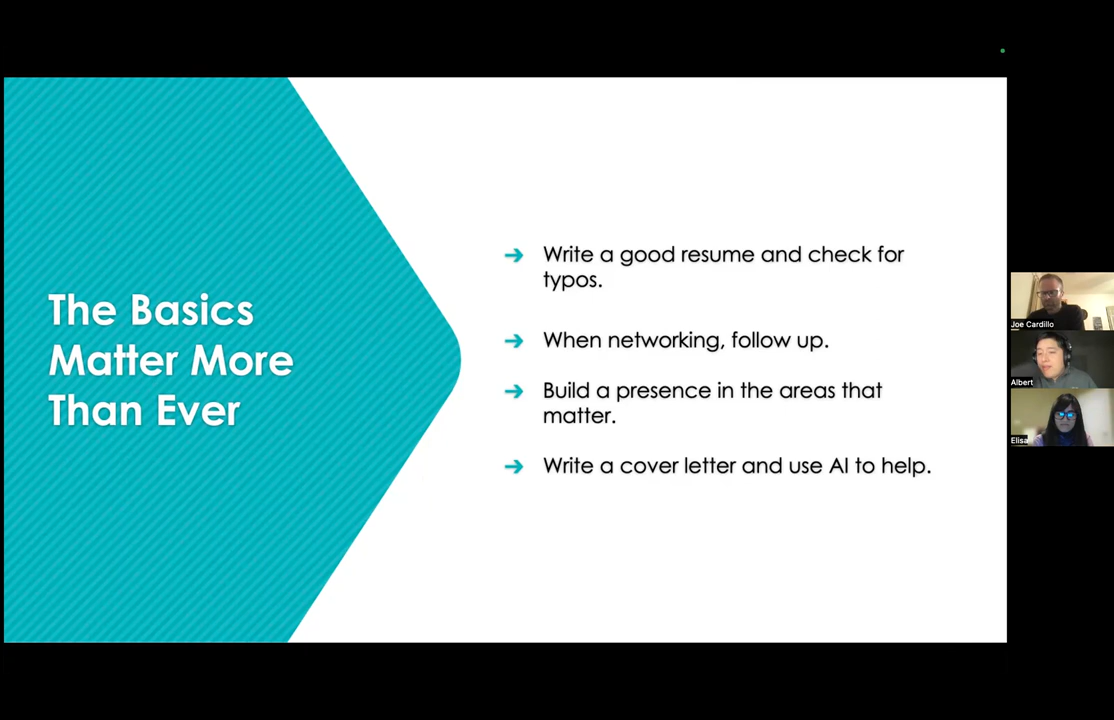 The Basics
Matter More
Than Ever
➔ Write a good resume and check for
typos.
➔ When networking, follow up.
➔ Build a presence in the areas that
matter.
➔ Write a cover letter and use AI to help.
Joe Cardillo
Albert
Elisa